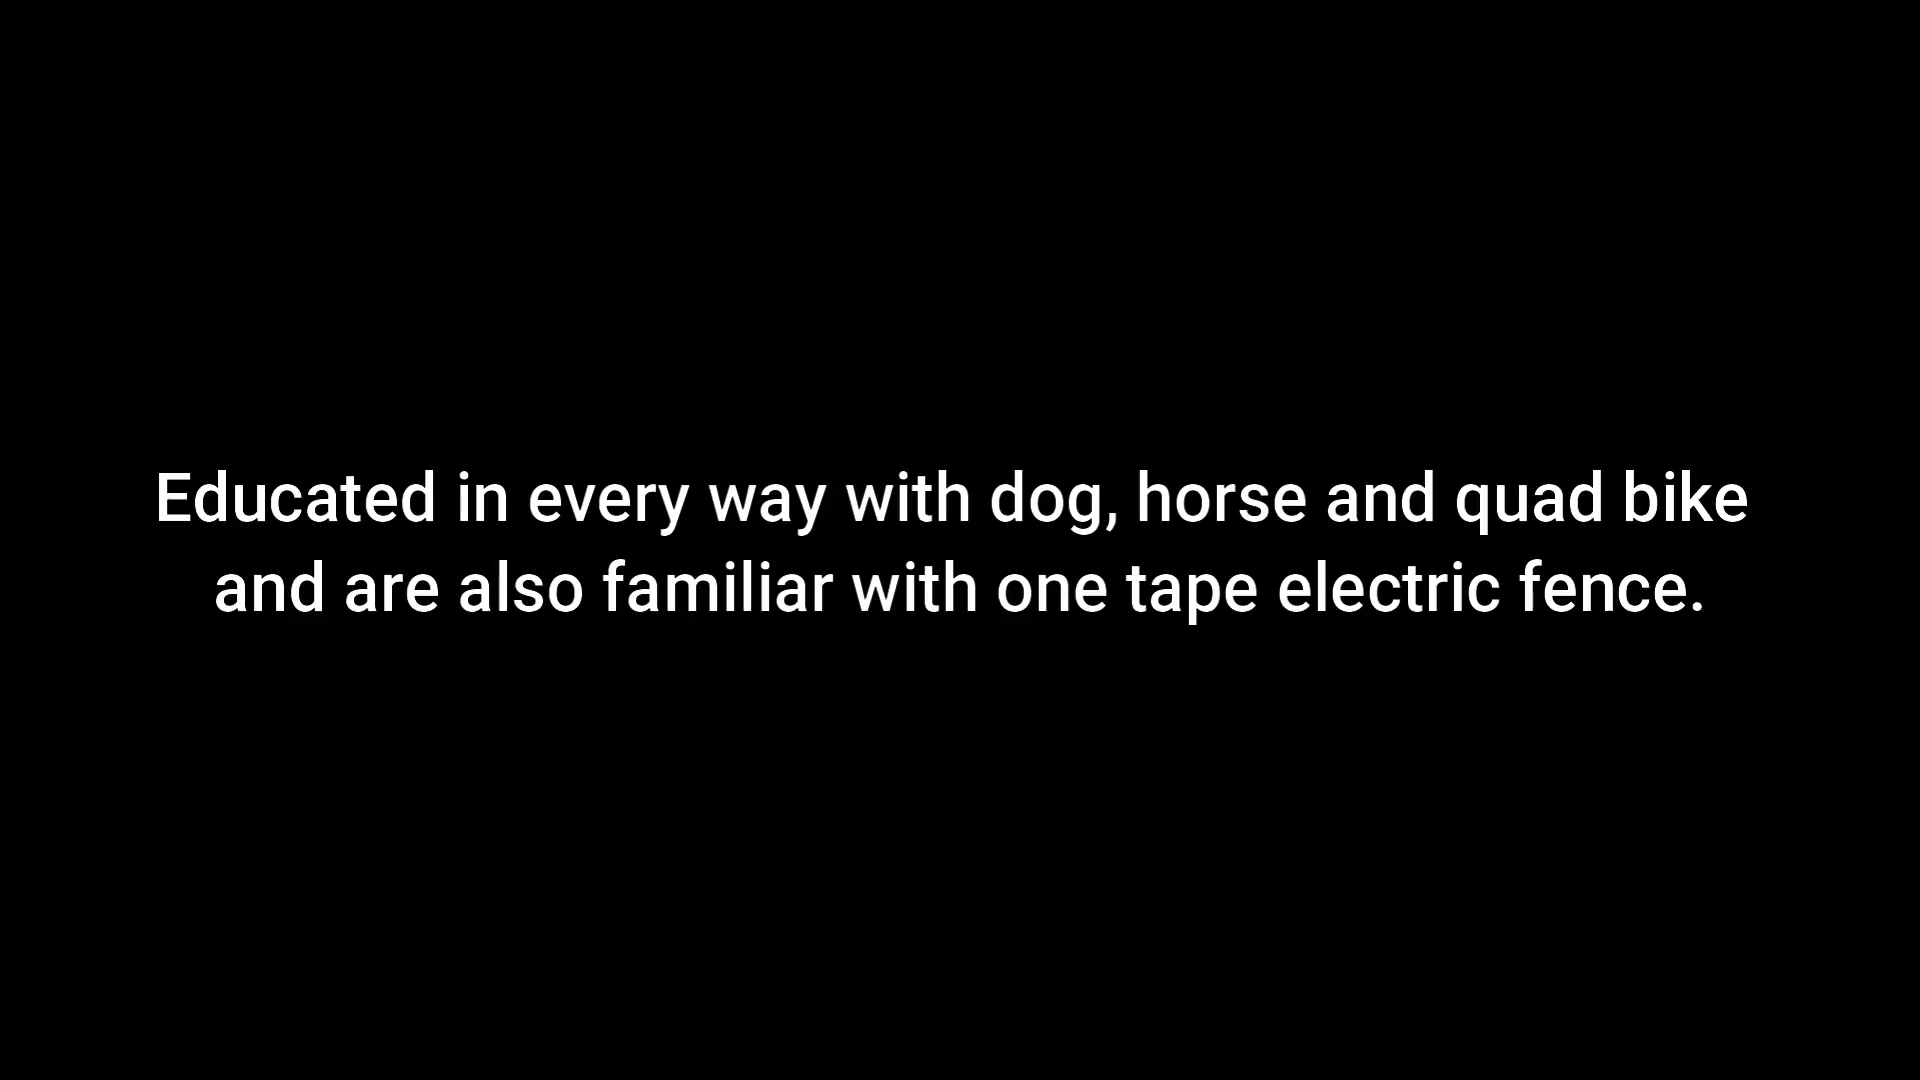 Educated in every way with dog, horse and quad bike
and are also familiar with one tape electric fence.